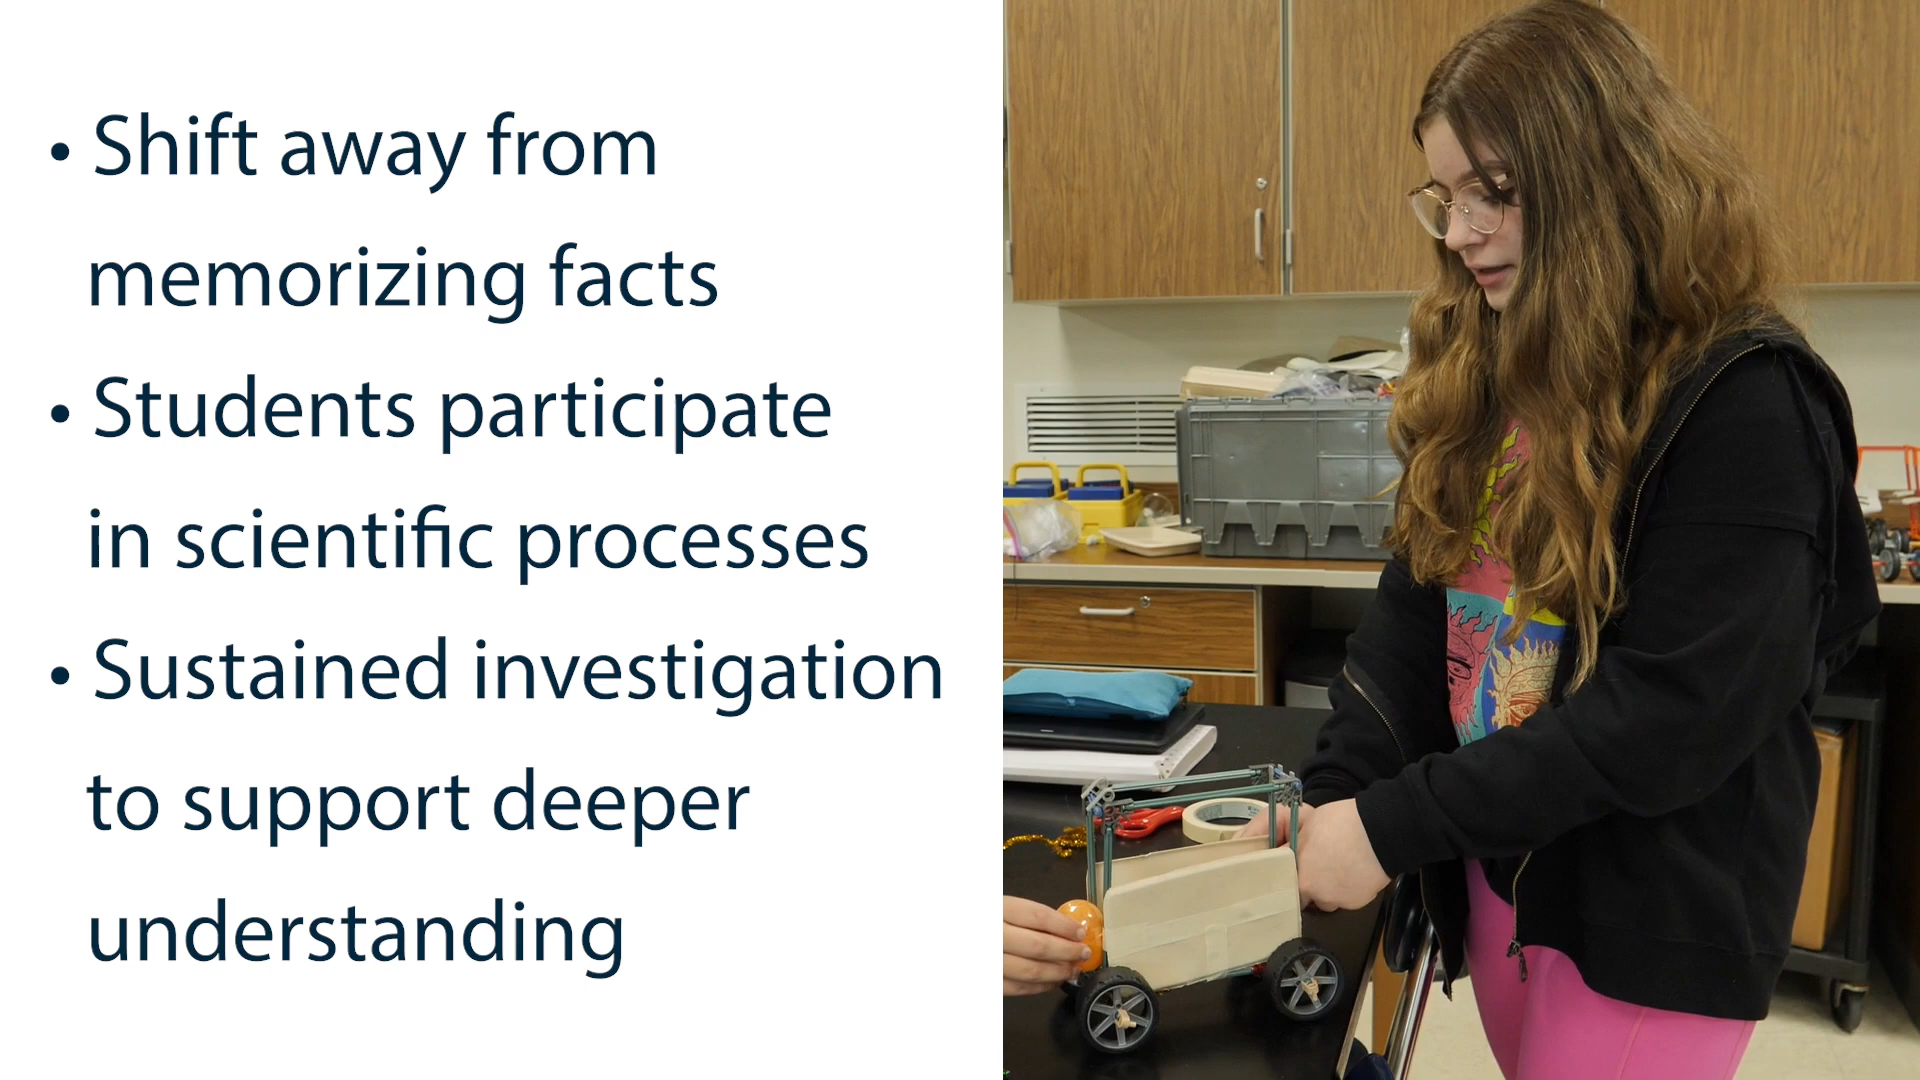 • Shift away from
memorizing facts
• Students participate
in scientific processes
• Sustained investigation
to support deeper
understanding